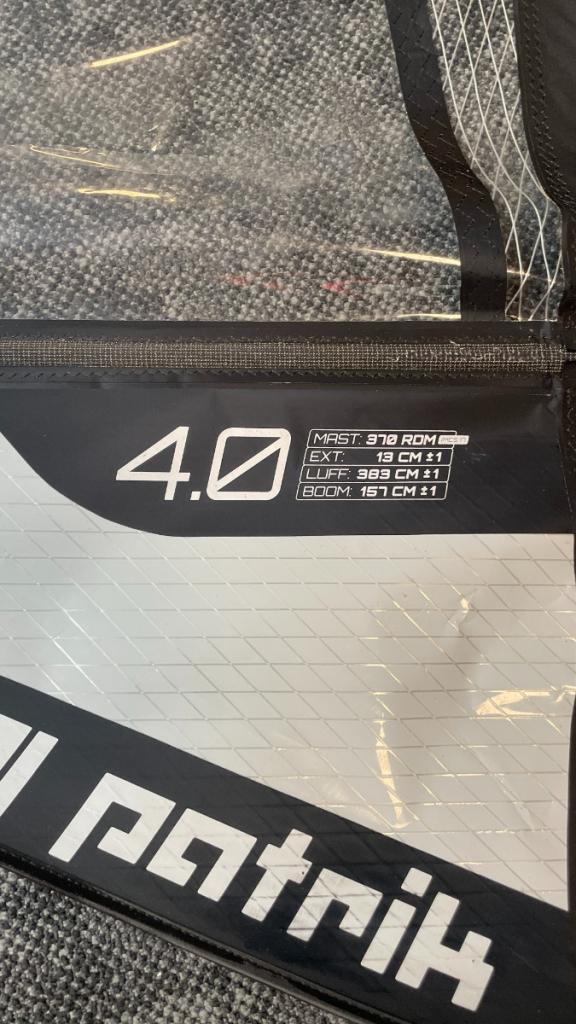 4.0
MAST: 370 RDM
EXT: 13 CM ±1
LUFF: 383 CM ±1
BOOM: 157 CM ±1
patrik